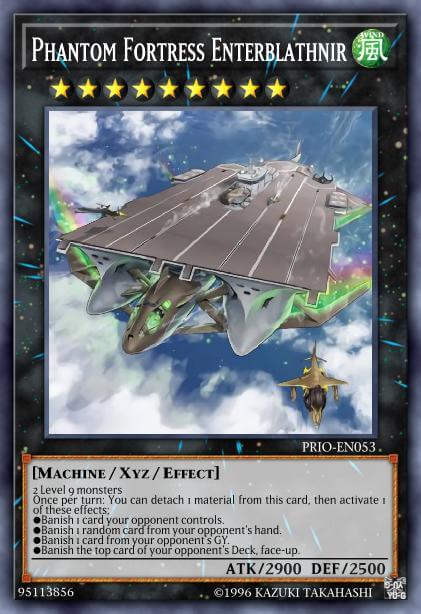 PHANTOM FORTRESS ENTERBLATHNIR
WIND
風
PRIO-EN053
[MACHINE / XYZ / EFFECT]
2 Level 9 monsters
Once per turn: You can detach 1 material from this card, then activate 1
of these effects;
●Banish 1 card your opponent controls.
●Banish 1 random card from your opponent's hand.
●Banish 1 card from your opponent's GY.
●Banish the top card of your opponent's Deck, face-up.
ATK/2900 DEF/2500
95113856
©1996 KAZUKI TAKAHASHI